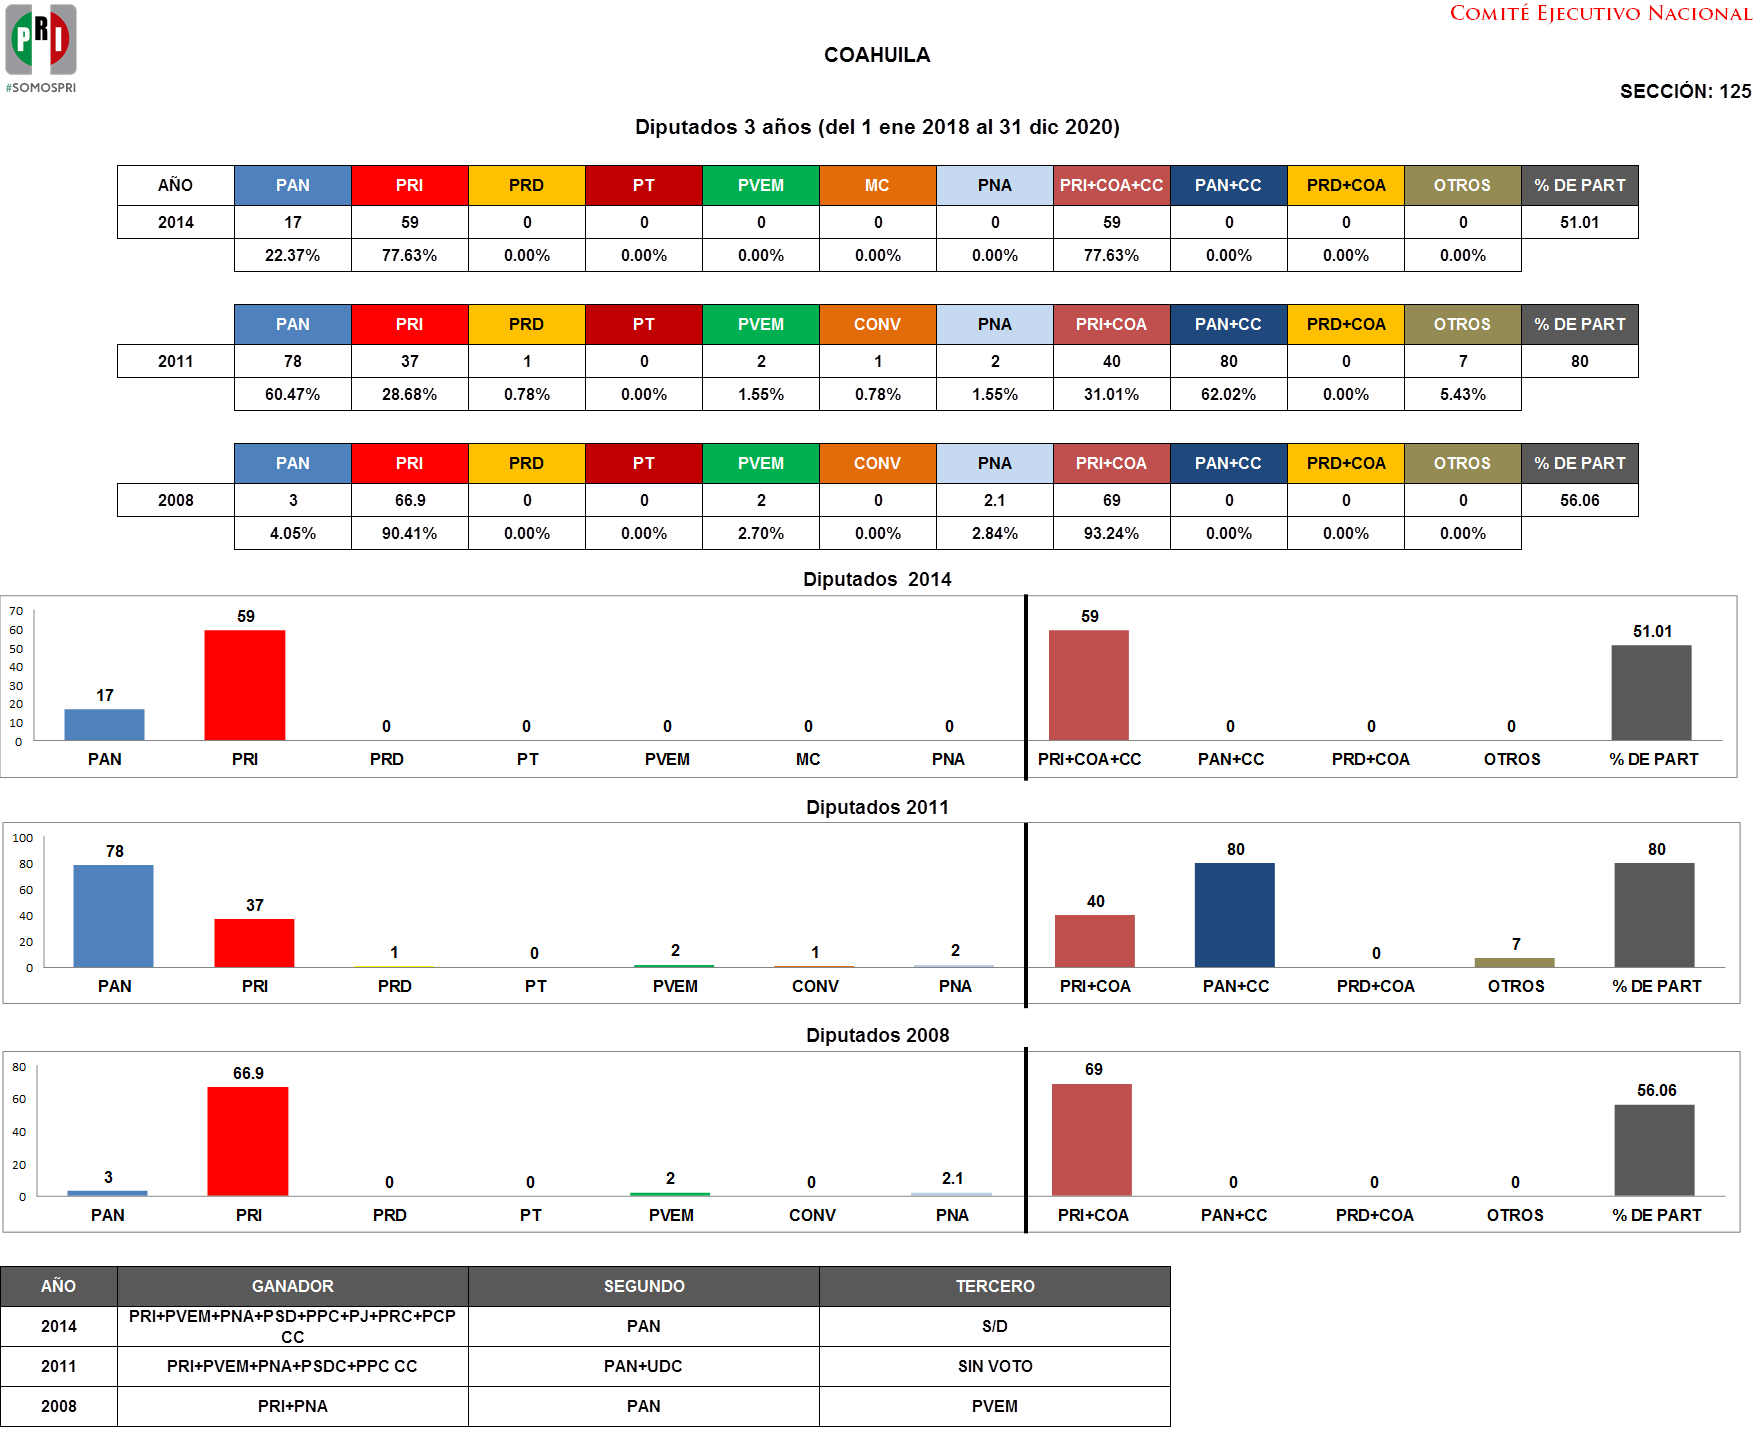 PRI
#SOMOSPRI
COMITÉ EJECUTIVO NACIONAL
COAHUILA
SECCIÓN: 125
Diputados 3 años (del 1 ene 2018 al 31 dic 2020)
AÑO PAN PRI PRD PT PVEM MC PNA PRI+COA+CC PAN+CC PRD+COA OTROS % DE PART
2014 17 59 0 0 0 0 0 59 0 0 0 51.01
22.37% 77.63% 0.00% 0.00% 0.00% 0.00% 0.00% 77.63% 0.00% 0.00% 0.00%
PAN PRI PRD PT PVEM CONV PNA PRI+COA PAN+CC PRD+COA OTROS % DE PART
2011 78 37 1 0 2 1 2 40 80 0 7 80
60.47% 28.68% 0.78% 0.00% 1.55% 0.78% 1.55% 31.01% 62.02% 0.00% 5.43%
PAN PRI PRD PT PVEM CONV PNA PRI+COA PAN+CC PRD+COA OTROS % DE PART
2008 3 66.9 0 0 2 0 2.1 69 0 0 0 56.06
4.05% 90.41% 0.00% 0.00% 2.70% 0.00% 2.84% 93.24% 0.00% 0.00% 0.00%
Diputados 2014
70
60
50
40
30
20
10
0
17 59 0 0 0 0 0 59 0 0 0 51.01
PAN PRI PRD PT PVEM MC PNA PRI+COA+CC PAN+CC PRD+COA OTROS % DE PART
Diputados 2011
100
80
60
40
20
0
78 37 1 0 2 1 2 40 80 0 7 80
PAN PRI PRD PT PVEM CONV PNA PRI+COA PAN+CC PRD+COA OTROS % DE PART
Diputados 2008
80
60
40
20
0
3 66.9 0 0 2 0 2.1 69 0 0 0 56.06
PAN PRI PRD PT PVEM CONV PNA PRI+COA PAN+CC PRD+COA OTROS % DE PART
AÑO GANADOR SEGUNDO TERCERO
2014 PRI+PVEM+PNA+PSD+PPC+PJ+PRC+PCP CC PAN S/D
2011 PRI+PVEM+PNA+PSDC+PPC CC PAN+UDC SIN VOTO
2008 PRI+PNA PAN PVEM